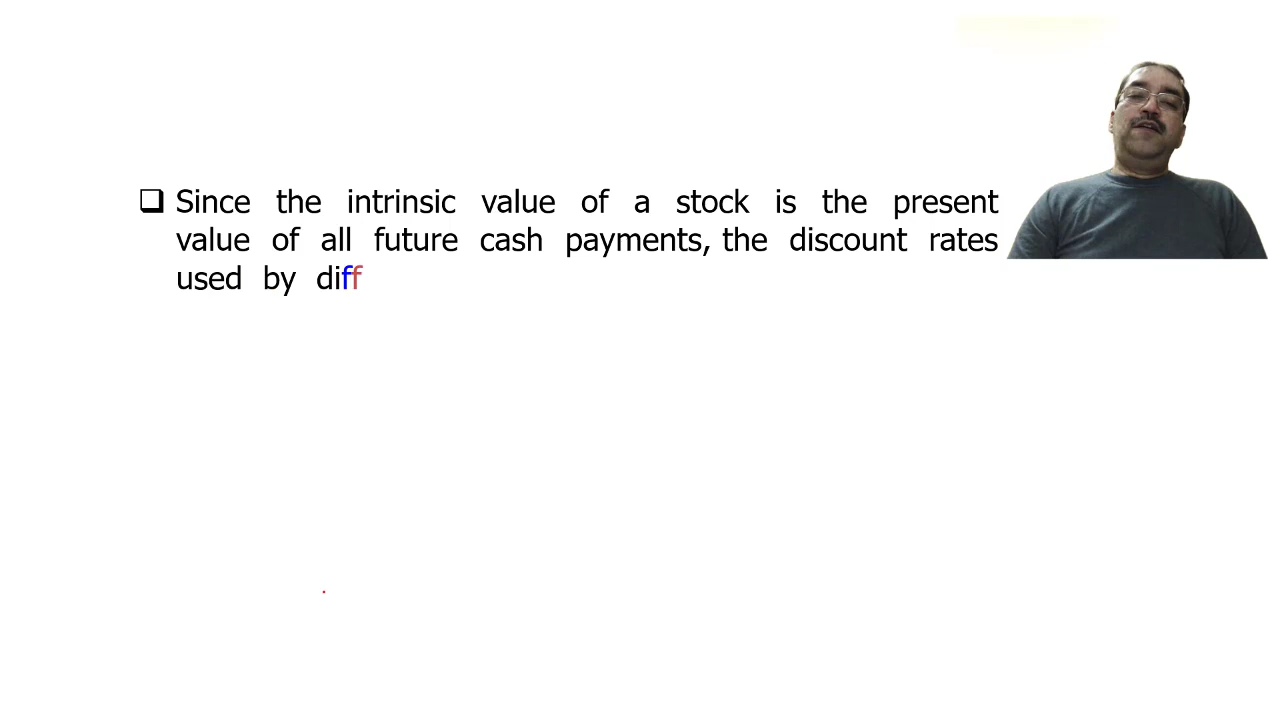 Since the intrinsic value of a stock is the present
value of all future cash payments, the discount rates
used by diff